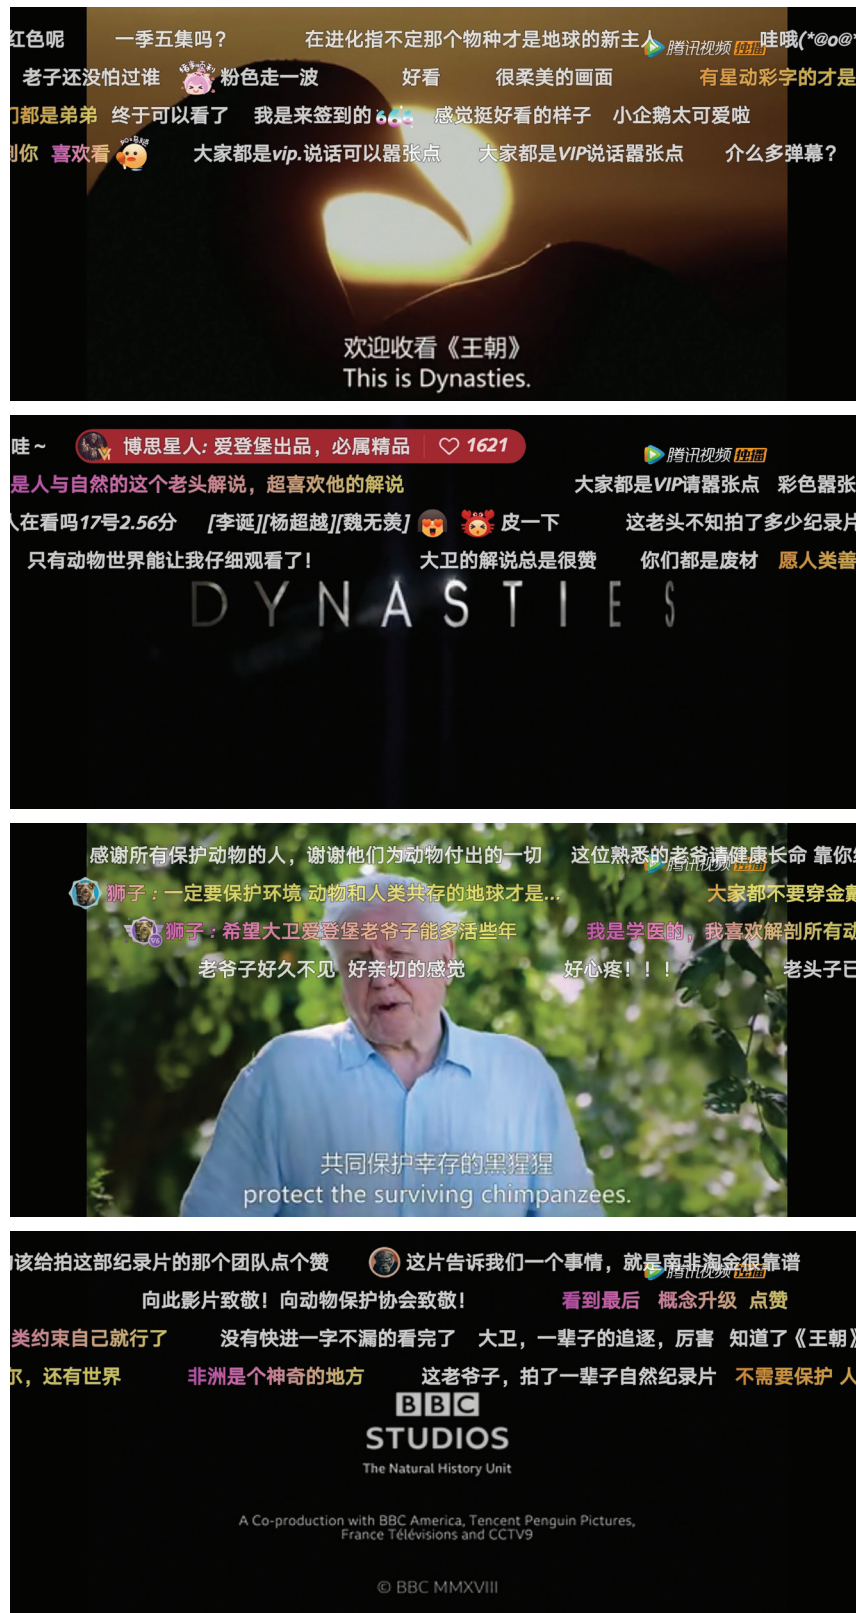 红色呢 一季五集吗？ 在进化指不定那个物种才是地球的新主人 哇哦(*@ο@*
腾讯视频 独播
老子还没怕过谁 粉色走一波 好看 很柔美的画面 有星动彩字的才是
们都是弟弟 终于可以看了 我是来签到的 666 感觉挺好看的样子 小企鹅太可爱啦
到你 喜欢看 大家都是vip.说话可以嚣张点 大家都是VIP说话嚣张点 介么多弹幕？
欢迎收看《王朝》
This is Dynasties.
哇～ 博思星人: 爱登堡出品，必属精品 1621
腾讯视频 独播
是人与自然的这个老头解说，超喜欢他的解说 大家都是VIP请嚣张点 彩色嚣张
人在看吗17号2.56分 [李诞][杨超越][魏无羡] 皮一下 这老头不知拍了多少纪录片
只有动物世界能让我仔细观看了！ 大卫的解说总是很赞 你们都是废材 愿人类善
DYNASTIES
感谢所有保护动物的人，谢谢他们为动物付出的一切 这位熟悉的老爷请健康长命 靠你
腾讯视频 独播
狮子：一定要保护环境 动物和人类共存的地球才是... 大家都不要穿金戴
狮子：希望大卫爱登堡老爷子能多活些年 我是学医的，我喜欢解剖所有动
老爷子好久不见 好亲切的感觉 好心疼！！！ 老头子已
共同保护幸存的黑猩猩
protect the surviving chimpanzees.
该给拍这部纪录片的那个团队点个赞 这片告诉我们一个事情，就是南非淘金很靠谱
腾讯视频 独播
向此影片致敬！向动物保护协会致敬！ 看到最后 概念升级 点赞
类约束自己就行了 没有快进一字不漏的看完了 大卫，一辈子的追逐，厉害 知道了《王朝》
尔，还有世界 非洲是个神奇的地方 这老爷子，拍了一辈子自然纪录片 不需要保护 人
BBC
STUDIOS
The Natural History Unit
A Co-production with BBC America, Tencent Penguin Pictures,
France Télévisions and CCTV9
© BBC MMXVIII